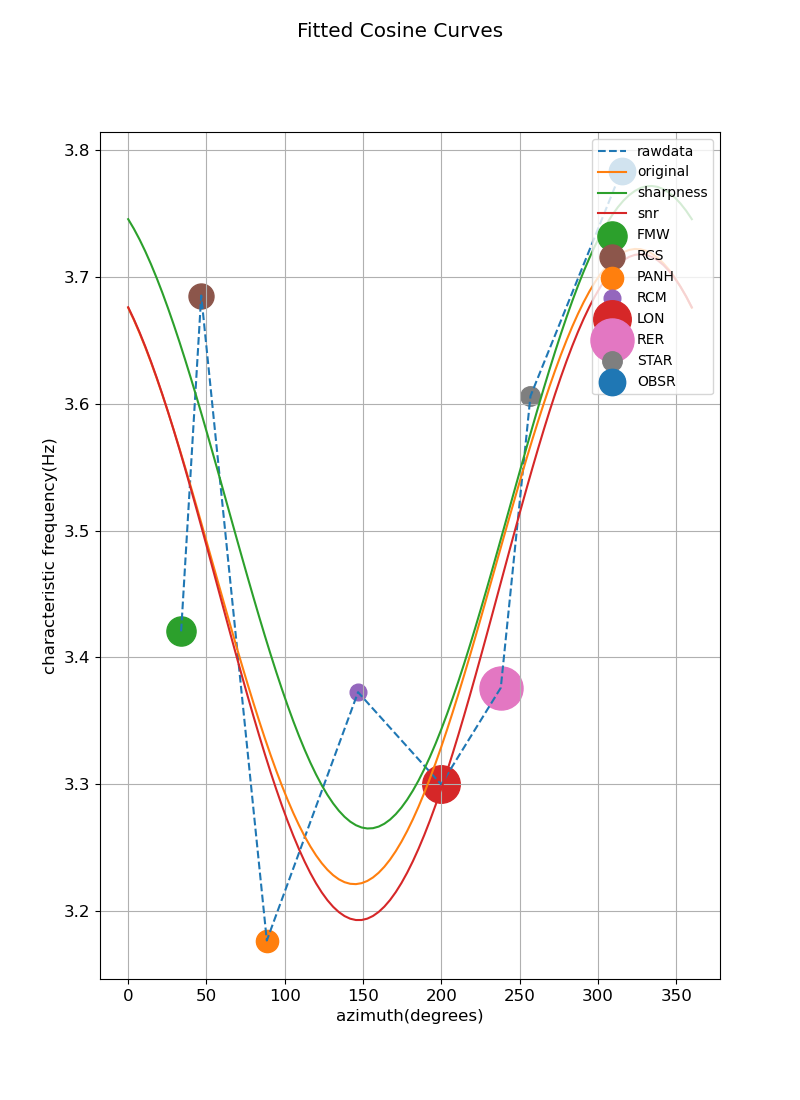 Fitted Cosine Curves
3.8
3.7
3.6
3.5
3.4
3.3
3.2
characteristic frequency(Hz)
rawdata
original
sharpness
snr
FMW
RCS
PANH
RCM
LON
RER
STAR
OBSR
0 50 100 150 200 250 300 350
azimuth(degrees)